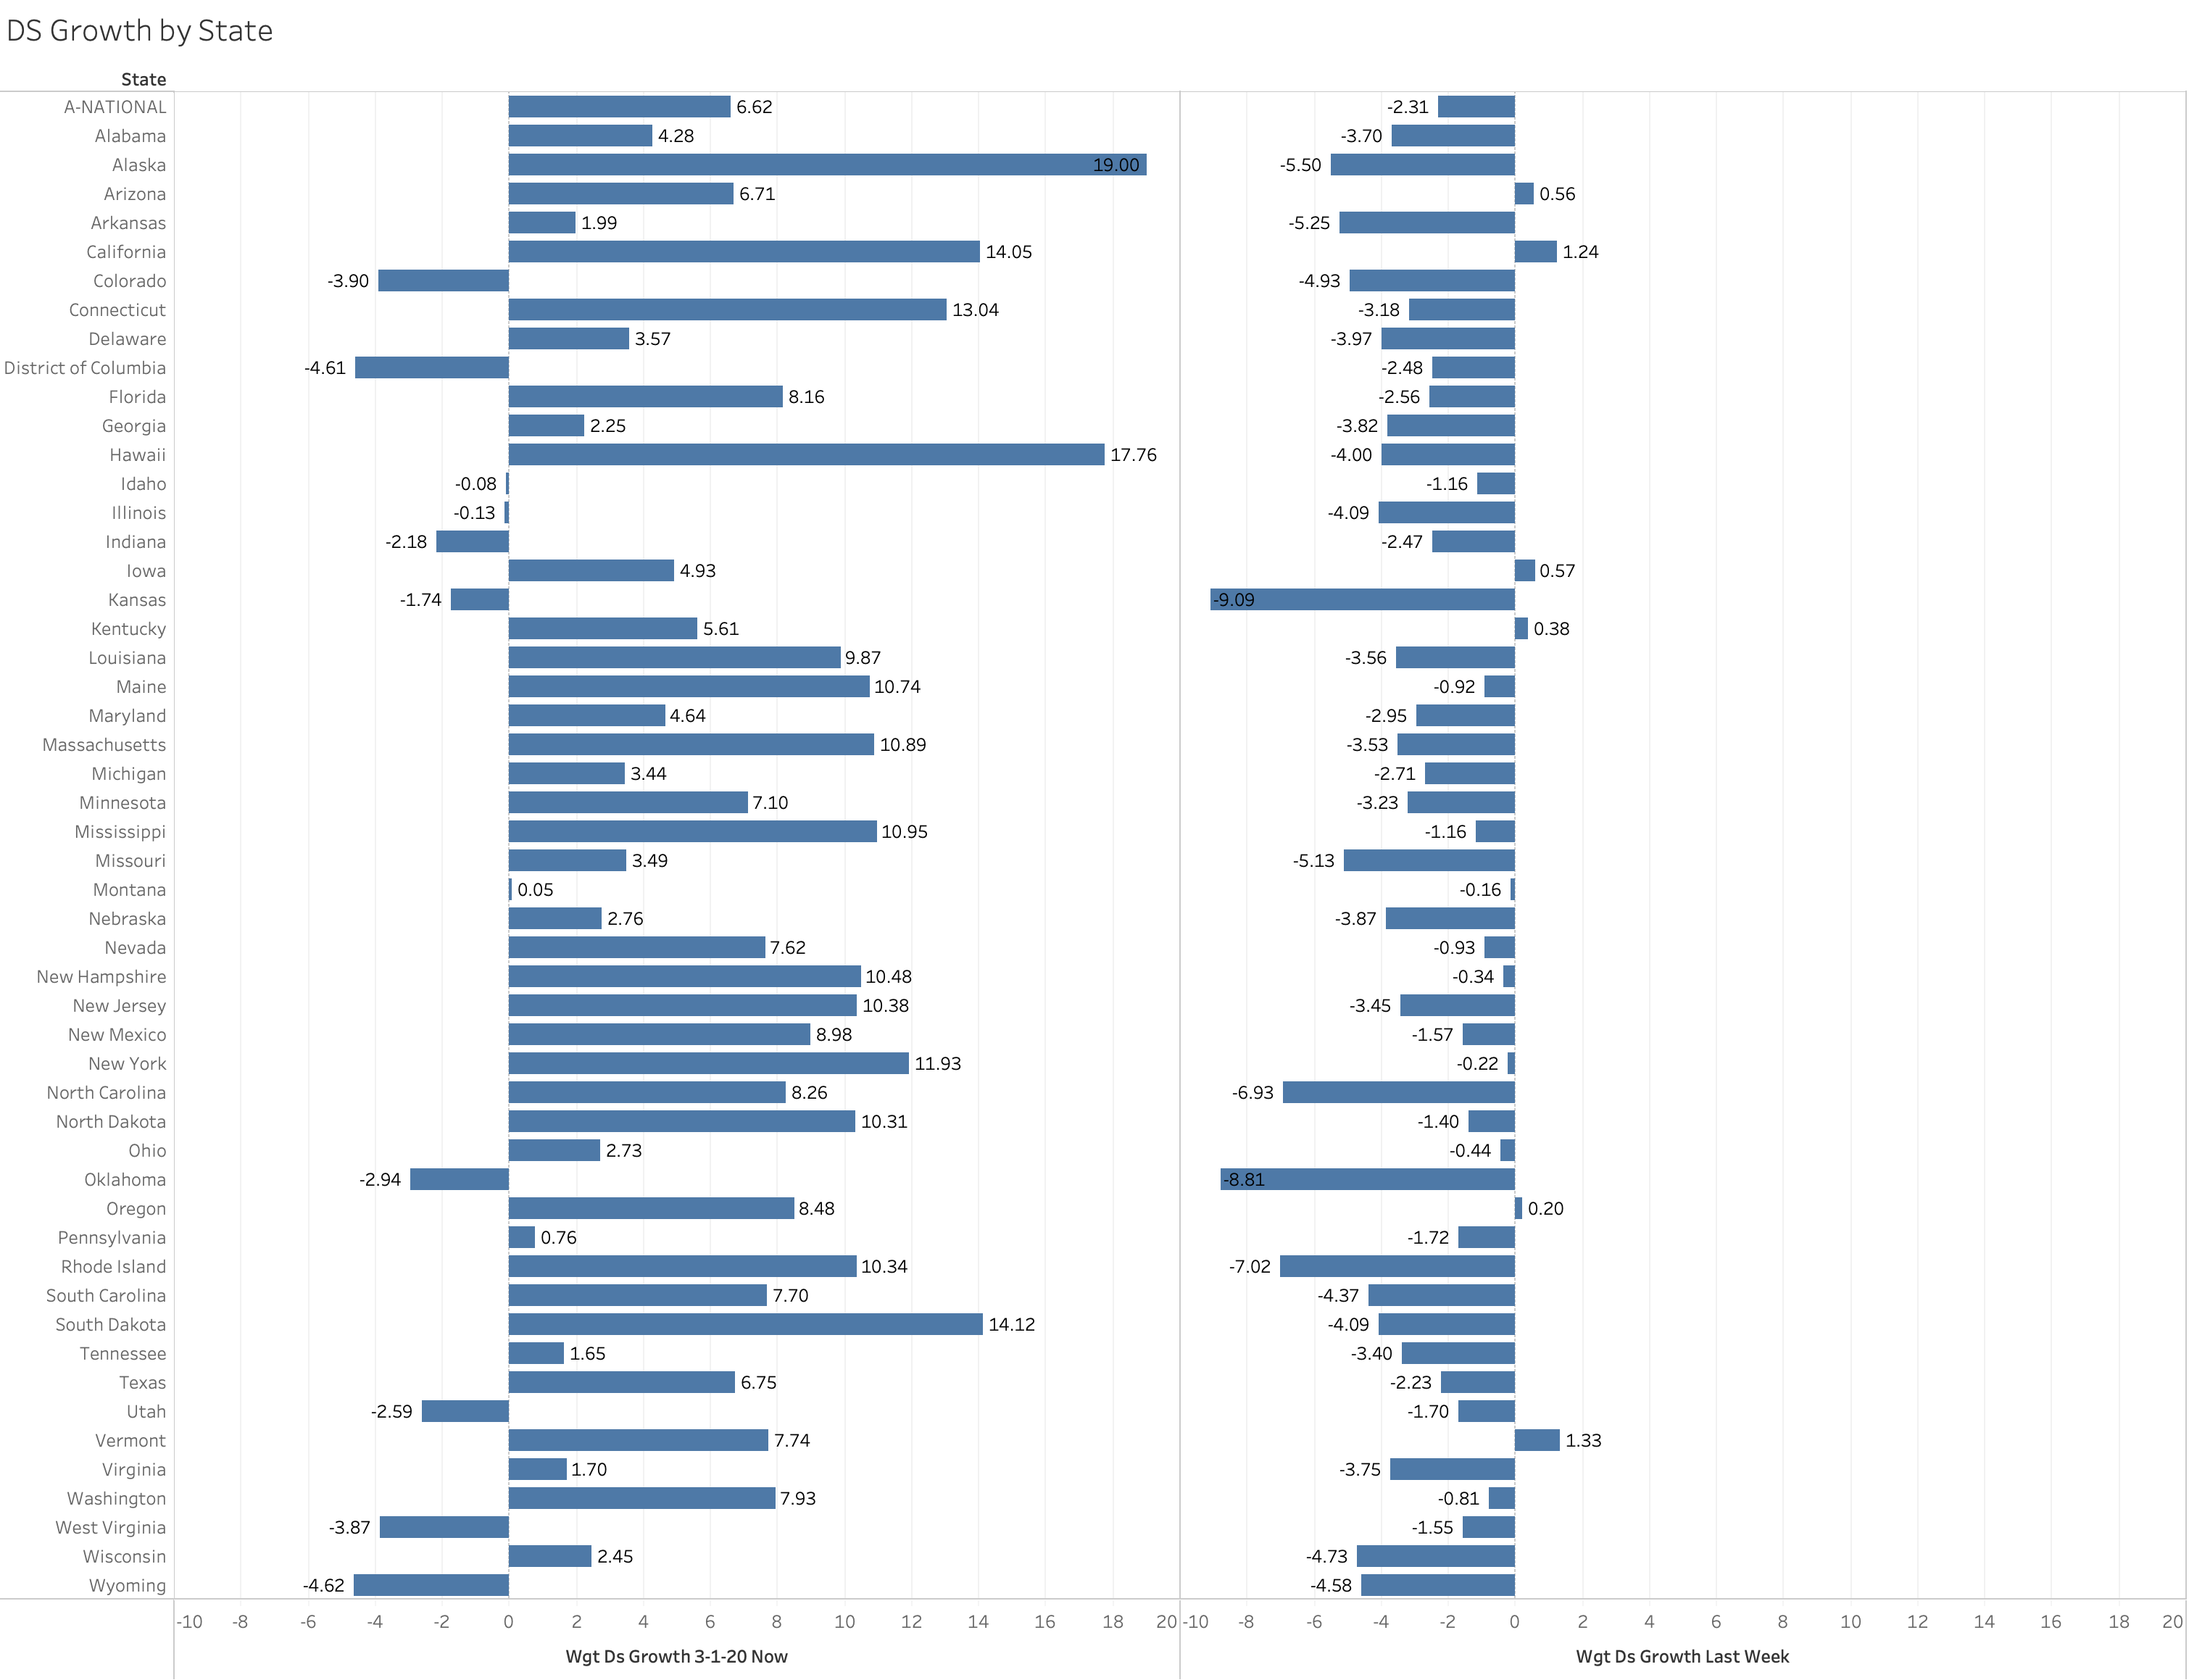 DS Growth by State
State
A-NATIONAL 6.62 -2.31
Alabama 4.28 -3.70
Alaska 19.00 -5.50
Arizona 6.71 0.56
Arkansas 1.99 -5.25
California 14.05 1.24
Colorado -3.90 -4.93
Connecticut 13.04 -3.18
Delaware 3.57 -3.97
District of Columbia -4.61 -2.48
Florida 8.16 -2.56
Georgia 2.25 -3.82
Hawaii 17.76 -4.00
Idaho -0.08 -1.16
Illinois -0.13 -4.09
Indiana -2.18 -2.47
Iowa 4.93 0.57
Kansas -1.74 -9.09
Kentucky 5.61 0.38
Louisiana 9.87 -3.56
Maine 10.74 -0.92
Maryland 4.64 -2.95
Massachusetts 10.89 -3.53
Michigan 3.44 -2.71
Minnesota 7.10 -3.23
Mississippi 10.95 -1.16
Missouri 3.49 -5.13
Montana 0.05 -0.16
Nebraska 2.76 -3.87
Nevada 7.62 -0.93
New Hampshire 10.48 -0.34
New Jersey 10.38 -3.45
New Mexico 8.98 -1.57
New York 11.93 -0.22
North Carolina 8.26 -6.93
North Dakota 10.31 -1.40
Ohio 2.73 -0.44
Oklahoma -2.94 -8.81
Oregon 8.48 0.20
Pennsylvania 0.76 -1.72
Rhode Island 10.34 -7.02
South Carolina 7.70 -4.37
South Dakota 14.12 -4.09
Tennessee 1.65 -3.40
Texas 6.75 -2.23
Utah -2.59 -1.70
Vermont 7.74 1.33
Virginia 1.70 -3.75
Washington 7.93 -0.81
West Virginia -3.87 -1.55
Wisconsin 2.45 -4.73
Wyoming -4.62 -4.58
-10 -8 -6 -4 -2 0 2 4 6 8 10 12 14 16 18 20 -10 -8 -6 -4 -2 0 2 4 6 8 10 12 14 16 18 20
Wgt Ds Growth 3-1-20 Now Wgt Ds Growth Last Week